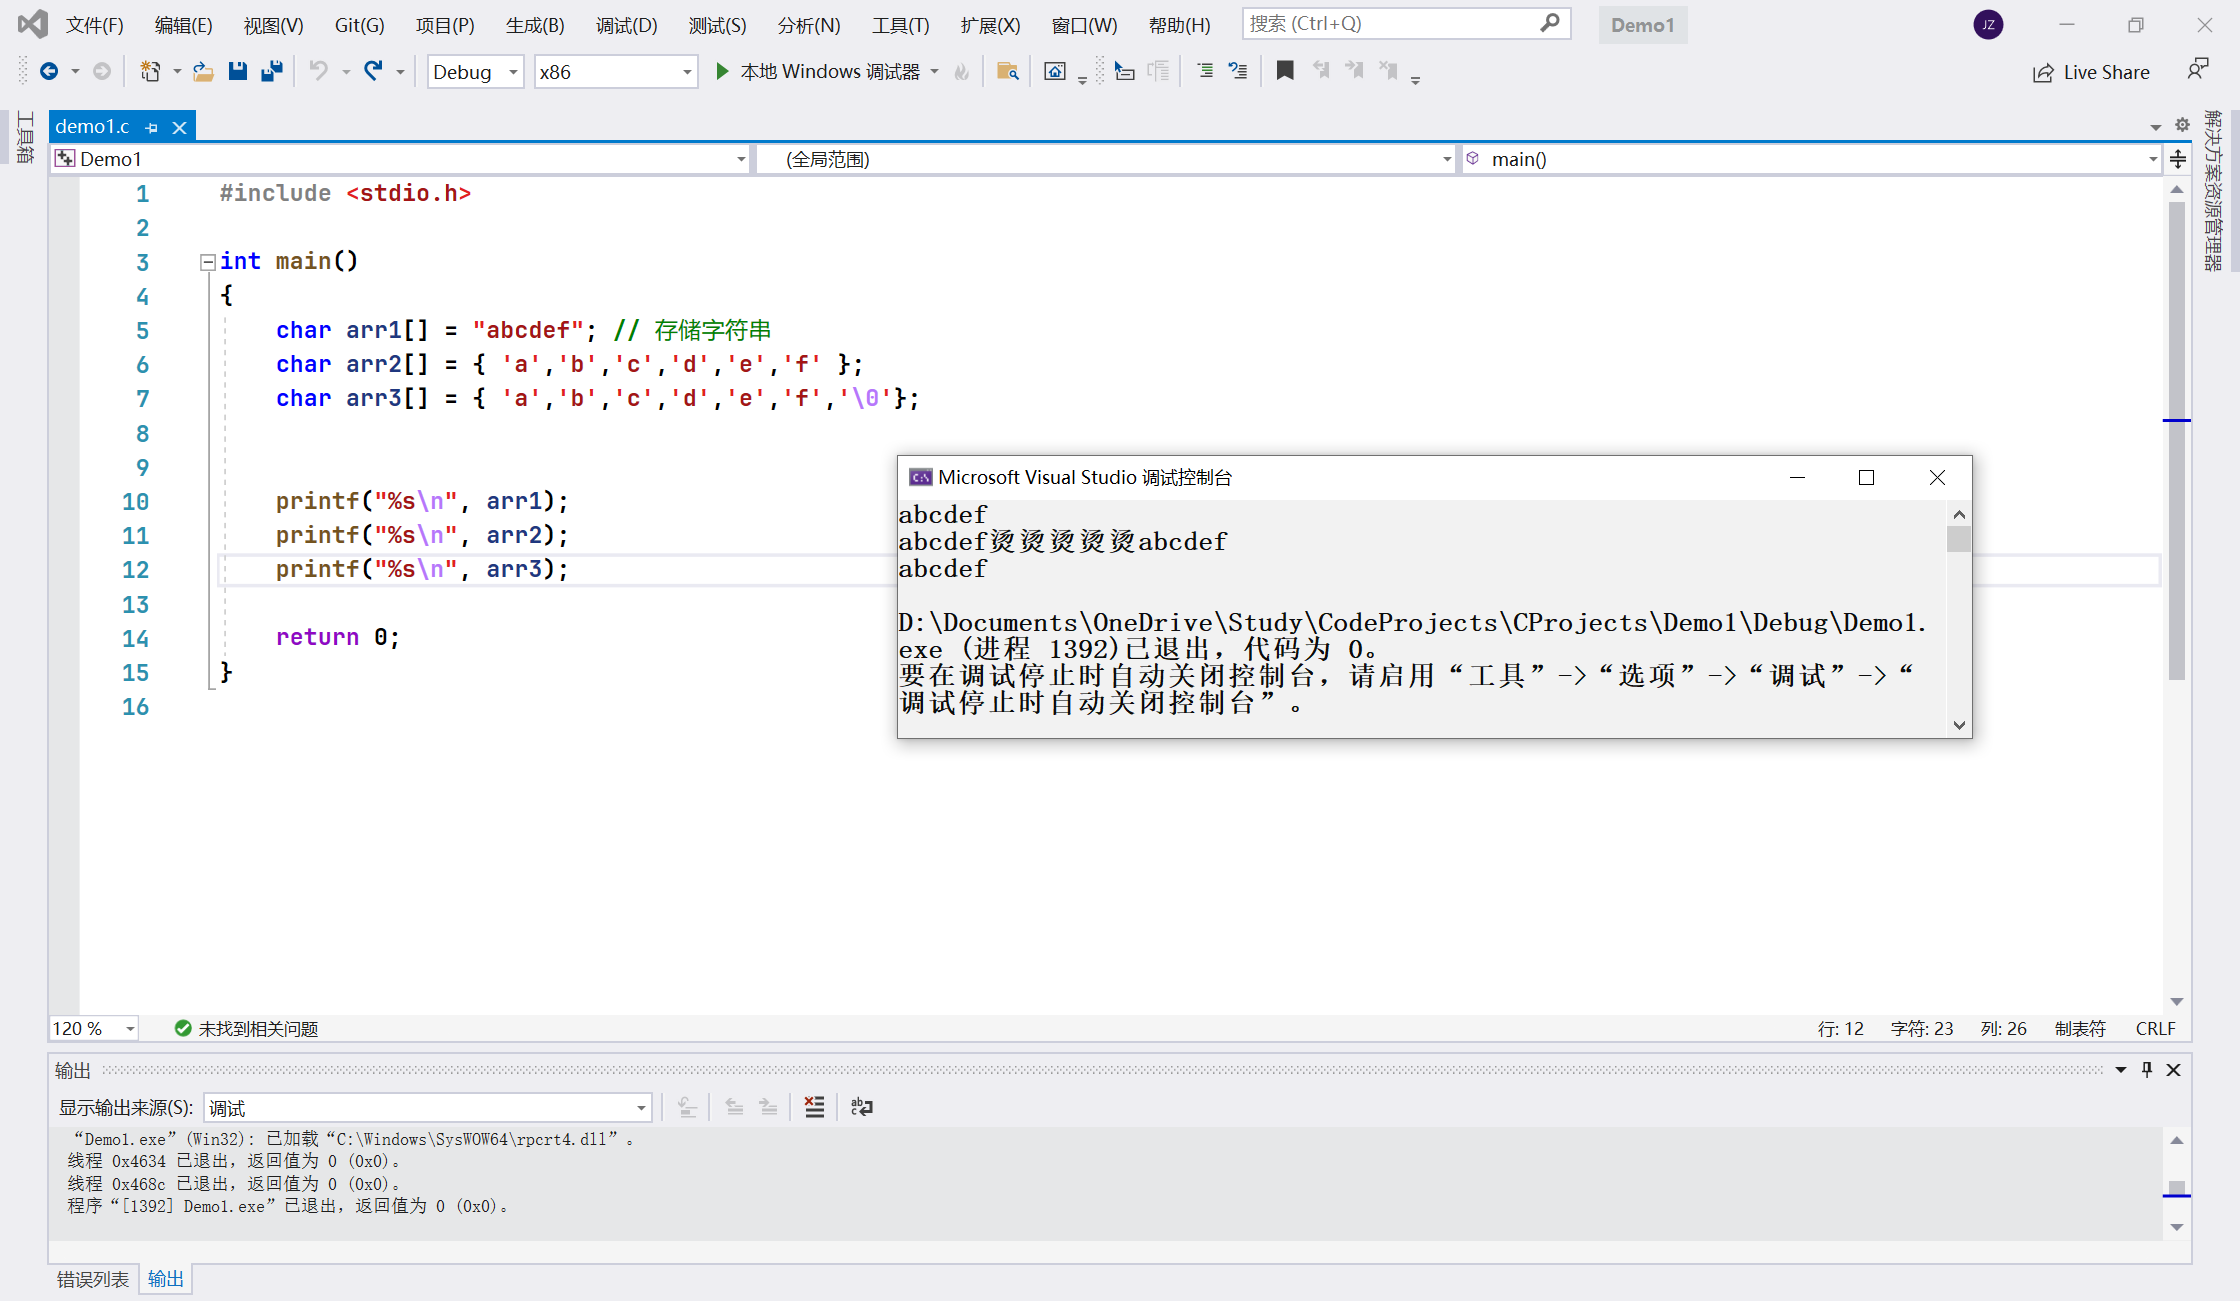 文件(F) 编辑(E) 视图(V) Git(G) 项目(P) 生成(B) 调试(D) 测试(S) 分析(N) 工具(T) 扩展(X) 窗口(W) 帮助(H) 搜索 (Ctrl+Q) Demo1 JZ
Debug x86 本地 Windows 调试器 Live Share
工具箱
解决方案资源管理器
demo1.c
Demo1 (全局范围) main()
1 #include <stdio.h>
2
3 int main()
4 {
5 char arr1[] = "abcdef"; // 存储字符串
6 char arr2[] = { 'a','b','c','d','e','f' };
7 char arr3[] = { 'a','b','c','d','e','f','\0'};
8
9
10 printf("%s\n", arr1);
11 printf("%s\n", arr2);
12 printf("%s\n", arr3);
13
14 return 0;
15 }
16
C:\ Microsoft Visual Studio 调试控制台
abcdef
abcdef烫烫烫烫烫abcdef
abcdef
D:\Documents\OneDrive\Study\CodeProjects\CProjects\Demo1\Debug\Demo1.
exe (进程 1392)已退出，代码为 0。
要在调试停止时自动关闭控制台，请启用“工具”->“选项”->“调试”->“
调试停止时自动关闭控制台”。
120 % 未找到相关问题 行: 12 字符: 23 列: 26 制表符 CRLF
输出
显示输出来源(S): 调试
“Demo1.exe”(Win32): 已加载“C:\Windows\SysWOW64\rpcrt4.dll”。
线程 0x4634 已退出，返回值为 0 (0x0)。
线程 0x468c 已退出，返回值为 0 (0x0)。
程序“[1392] Demo1.exe”已退出，返回值为 0 (0x0)。
错误列表 输出